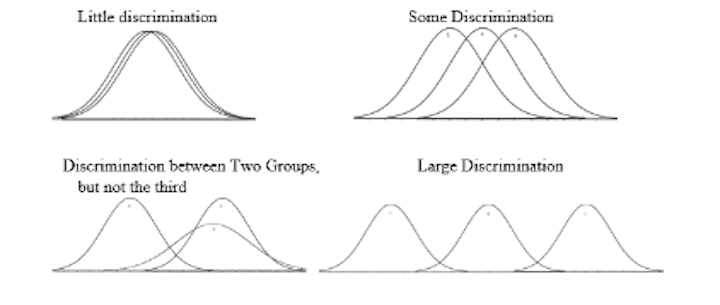 Little discrimination
Some Discrimination
Discrimination between Two Groups,
but not the third
Large Discrimination